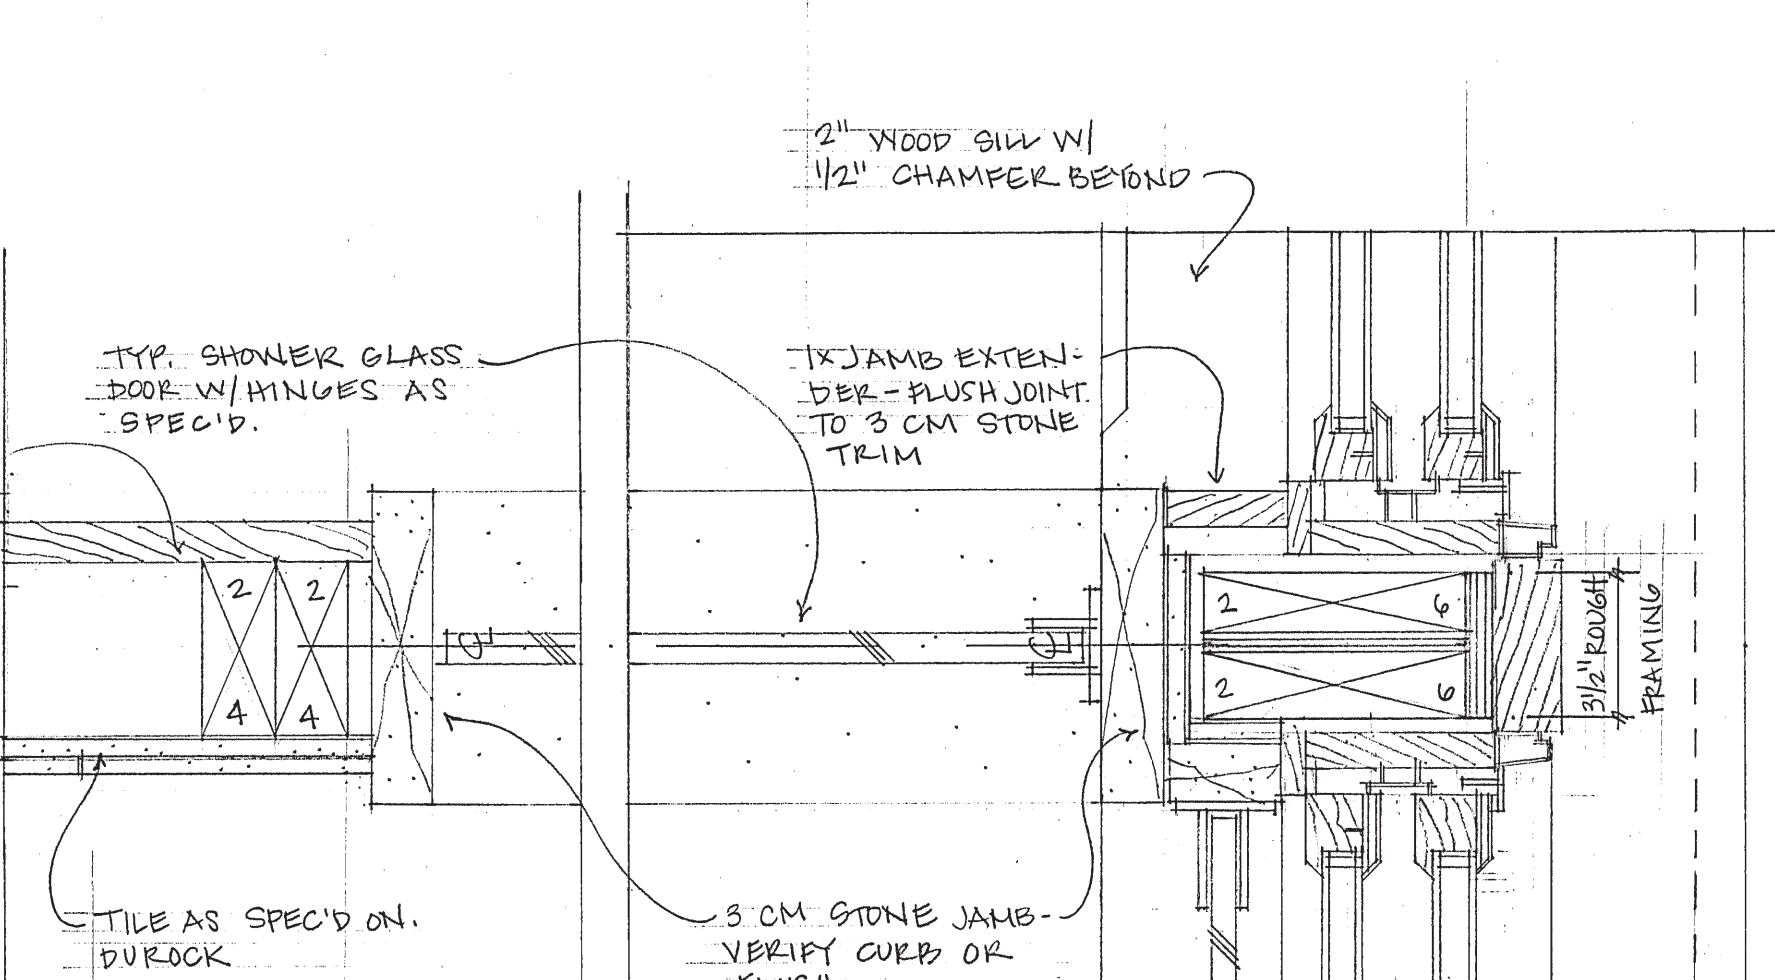 2" WOOD SILL W/
1/2" CHAMFER BEYOND
TYP. SHOWER GLASS
DOOR W/HINGES AS
SPEC'D.
1X JAMB EXTEN-
DER - FLUSH JOINT
TO 3 CM STONE
TRIM
2
2
4
4
2
6
2
6
3 1/2" ROUGH
FRAMING
TILE AS SPEC'D ON.
DUROCK
3 CM STONE JAMB-
VERIFY CURB OR